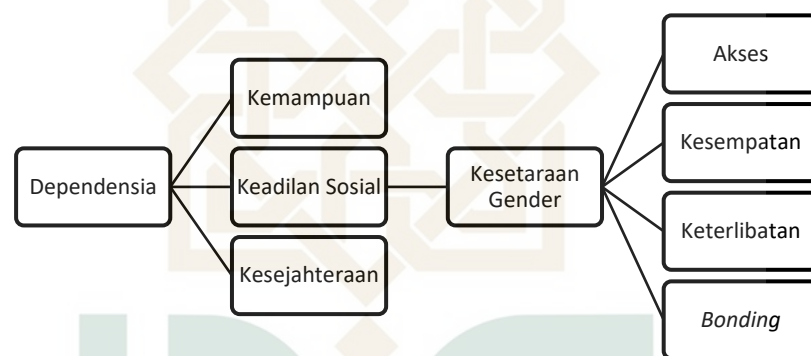 Dependensia
Kemampuan
Keadilan Sosial
Kesejahteraan
Kesetaraan
Gender
Akses
Kesempatan
Keterlibatan
Bonding